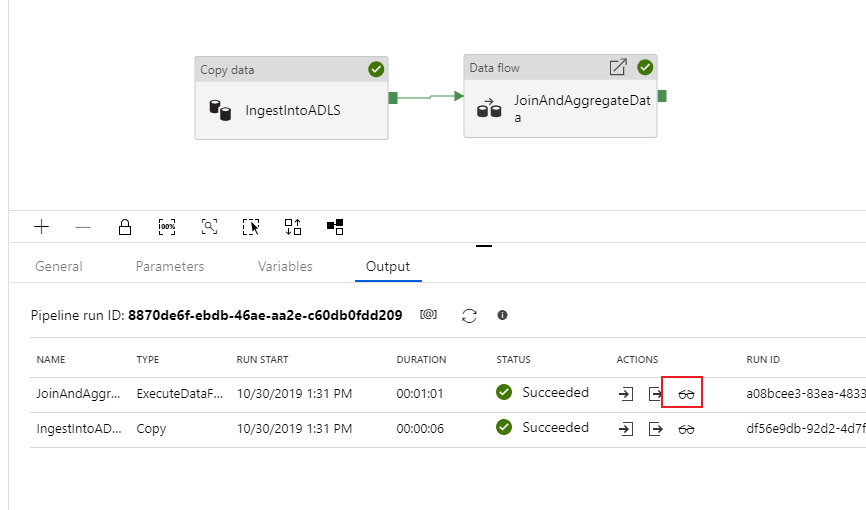 Copy data
IngestIntoADLS
Data flow
JoinAndAggregateDat
a
100%
General Parameters Variables Output
Pipeline run ID: 8870de6f-ebdb-46ae-aa2e-c60db0fdd209 [@]
NAME TYPE RUN START DURATION STATUS ACTIONS RUN ID
JoinAndAggr... ExecuteDataF... 10/30/2019 1:31 PM 00:01:01 Succeeded a08bcee3-83ea-4833
IngestIntoAD... Copy 10/30/2019 1:31 PM 00:00:06 Succeeded df56e9db-92d2-4d7f